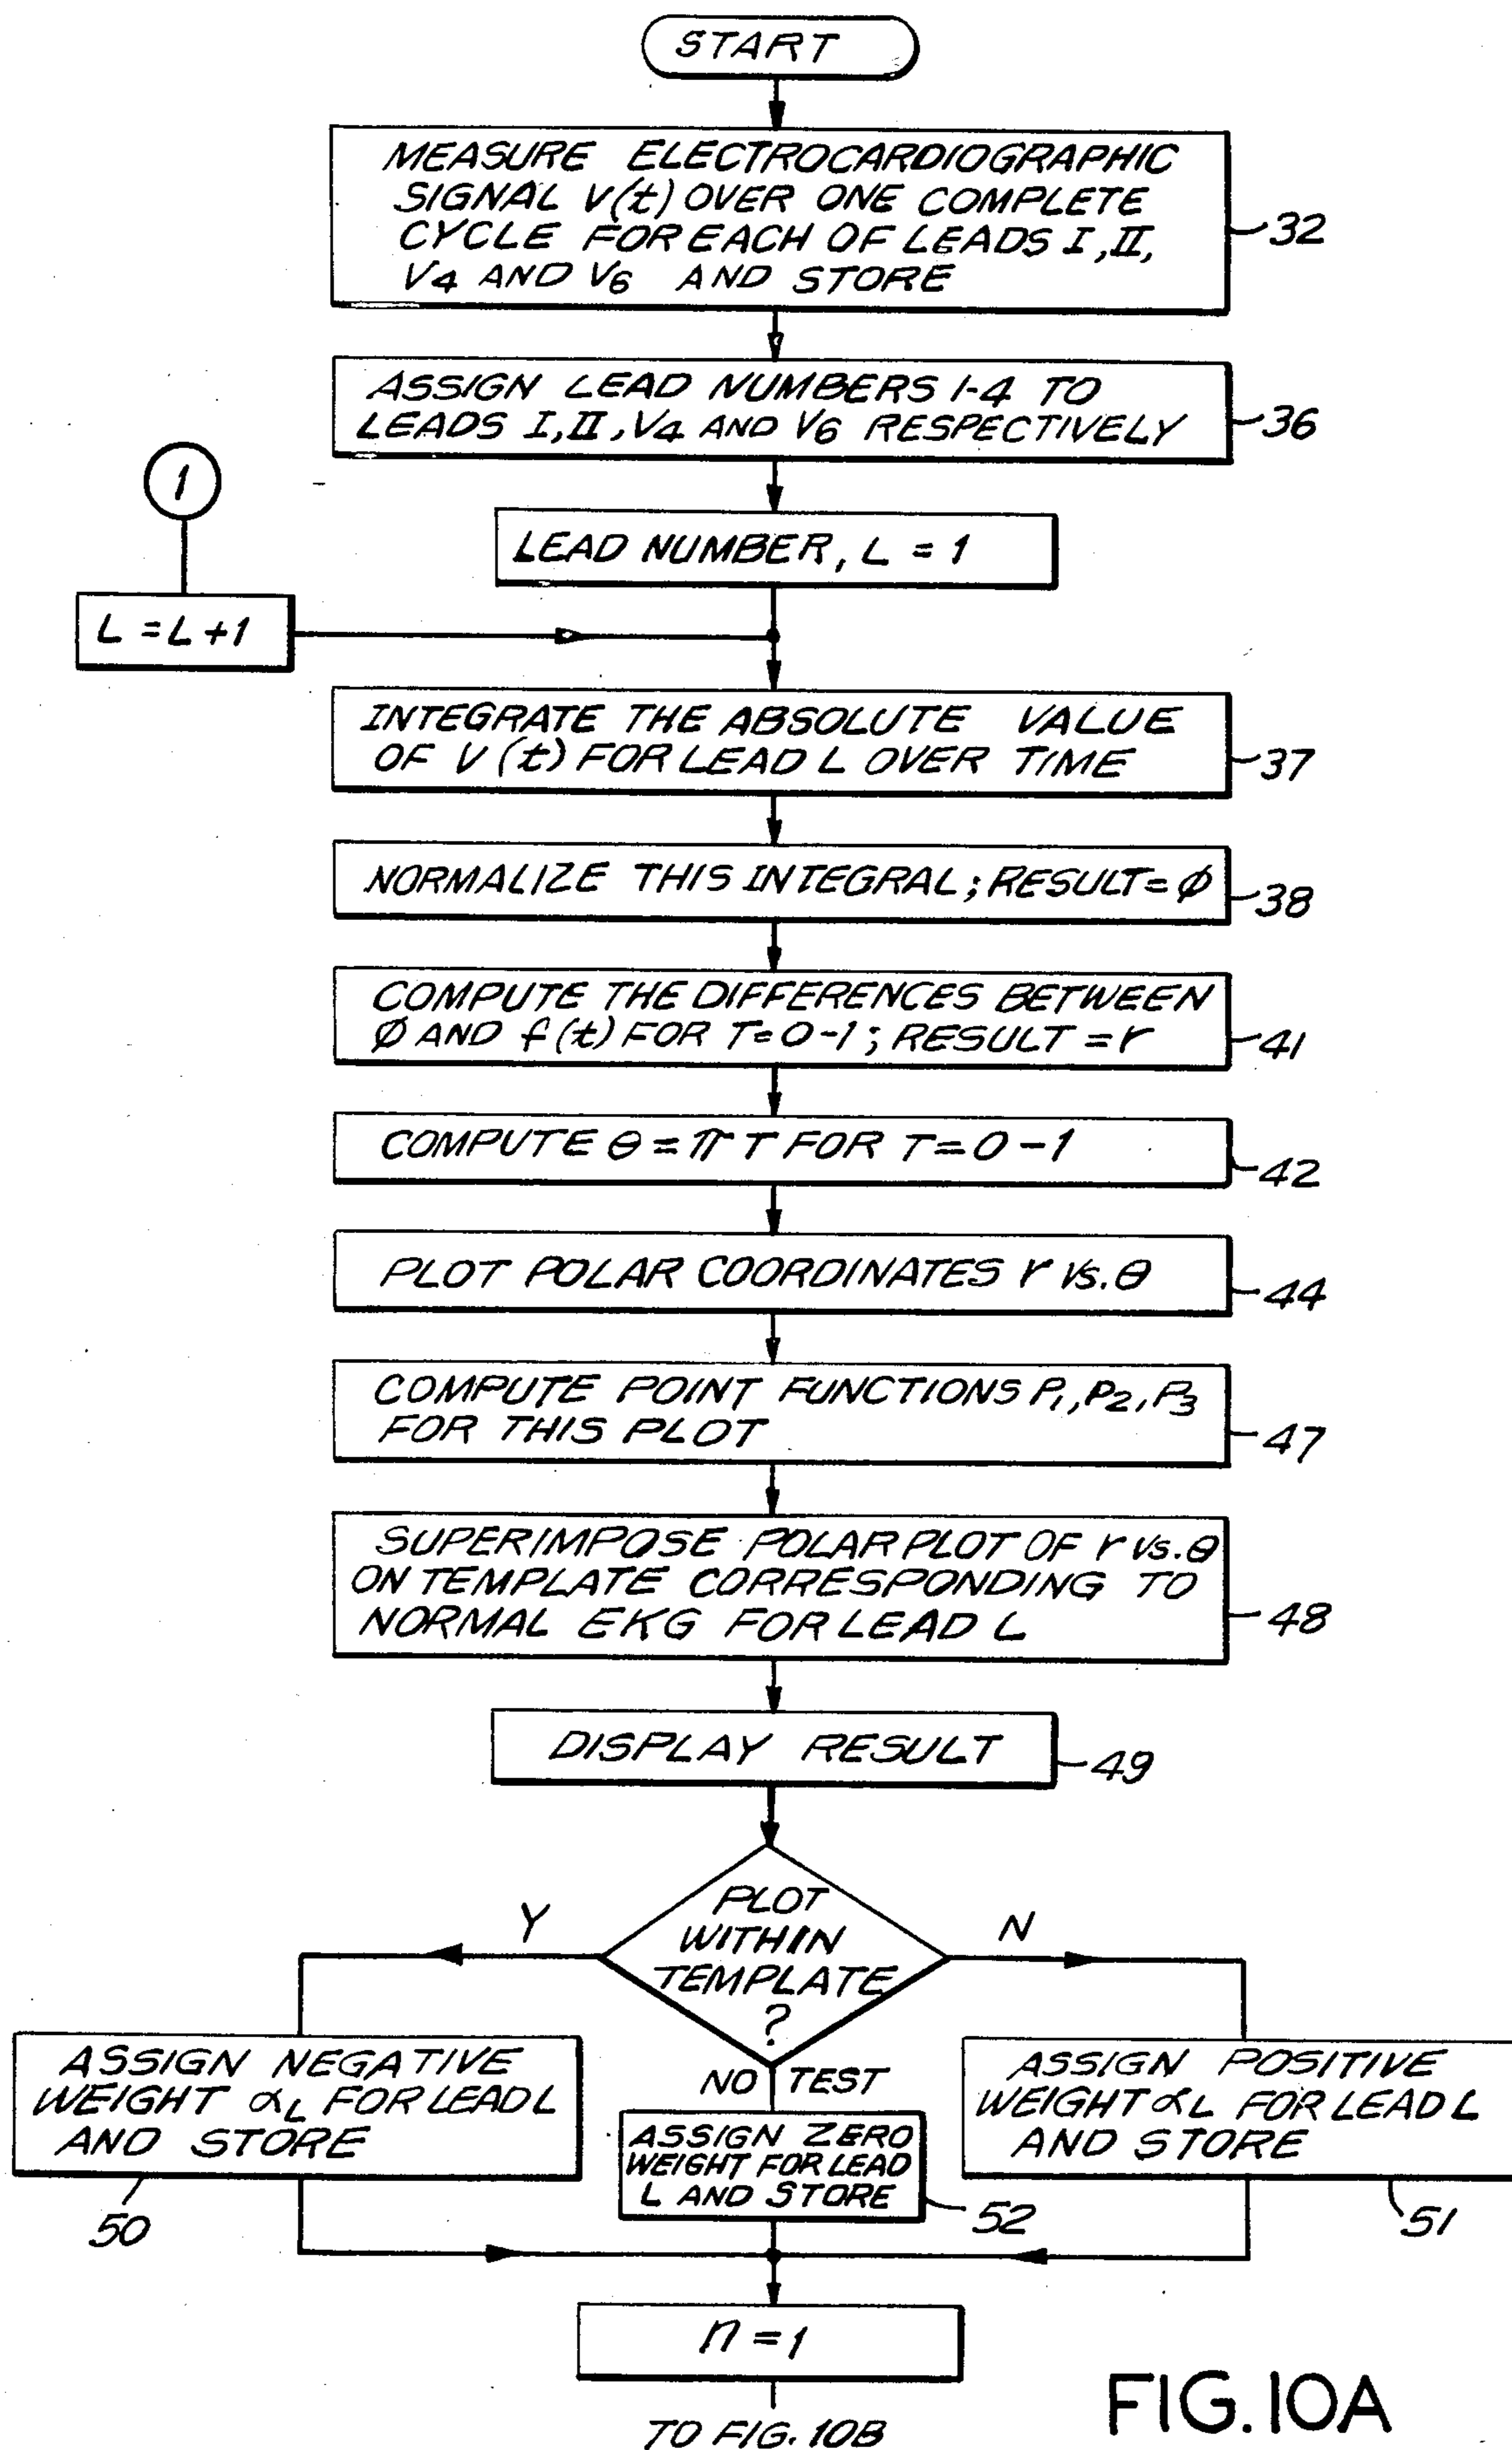 START
MEASURE ELECTROCARDIOGRAPHIC
SIGNAL V(t) OVER ONE COMPLETE
CYCLE FOR EACH OF LEADS I, II,
V4 AND V6 AND STORE
32
ASSIGN LEAD NUMBERS 1-4 TO
LEADS I, II, V4 AND V6 RESPECTIVELY
36
1
LEAD NUMBER, L = 1
L = L + 1
INTEGRATE THE ABSOLUTE VALUE
OF V (t) FOR LEAD L OVER TIME
37
NORMALIZE THIS INTEGRAL; RESULT = ϕ
38
COMPUTE THE DIFFERENCES BETWEEN
ϕ AND f(t) FOR T=0-1; RESULT = r
41
COMPUTE θ = π T FOR T = 0 - 1
42
PLOT POLAR COORDINATES r Vs. θ
44
COMPUTE POINT FUNCTIONS P1, P2, P3
FOR THIS PLOT
47
SUPERIMPOSE POLAR PLOT OF r Vs. θ
ON TEMPLATE CORRESPONDING TO
NORMAL EKG FOR LEAD L
48
DISPLAY RESULT
49
PLOT
WITHIN
TEMPLATE
?
Y
N
NO TEST
ASSIGN NEGATIVE
WEIGHT αL FOR LEAD L
AND STORE
50
ASSIGN ZERO
WEIGHT FOR LEAD
L AND STORE
52
ASSIGN POSITIVE
WEIGHT αL FOR LEAD L
AND STORE
51
n = 1
TO FIG. 10B
FIG. 10A